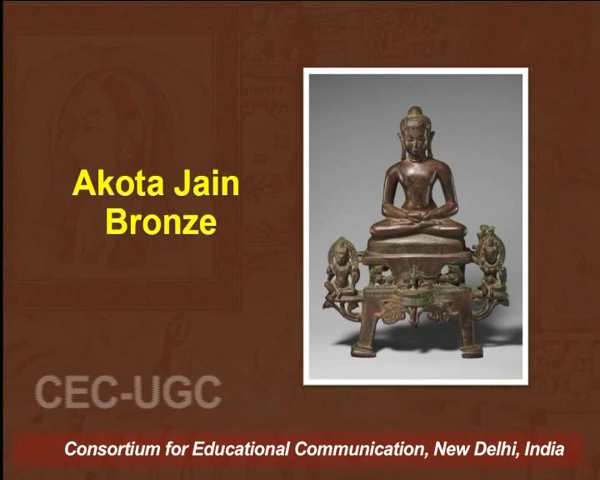 Akota Jain
Bronze
CEC-UGC
Consortium for Educational Communication, New Delhi, India